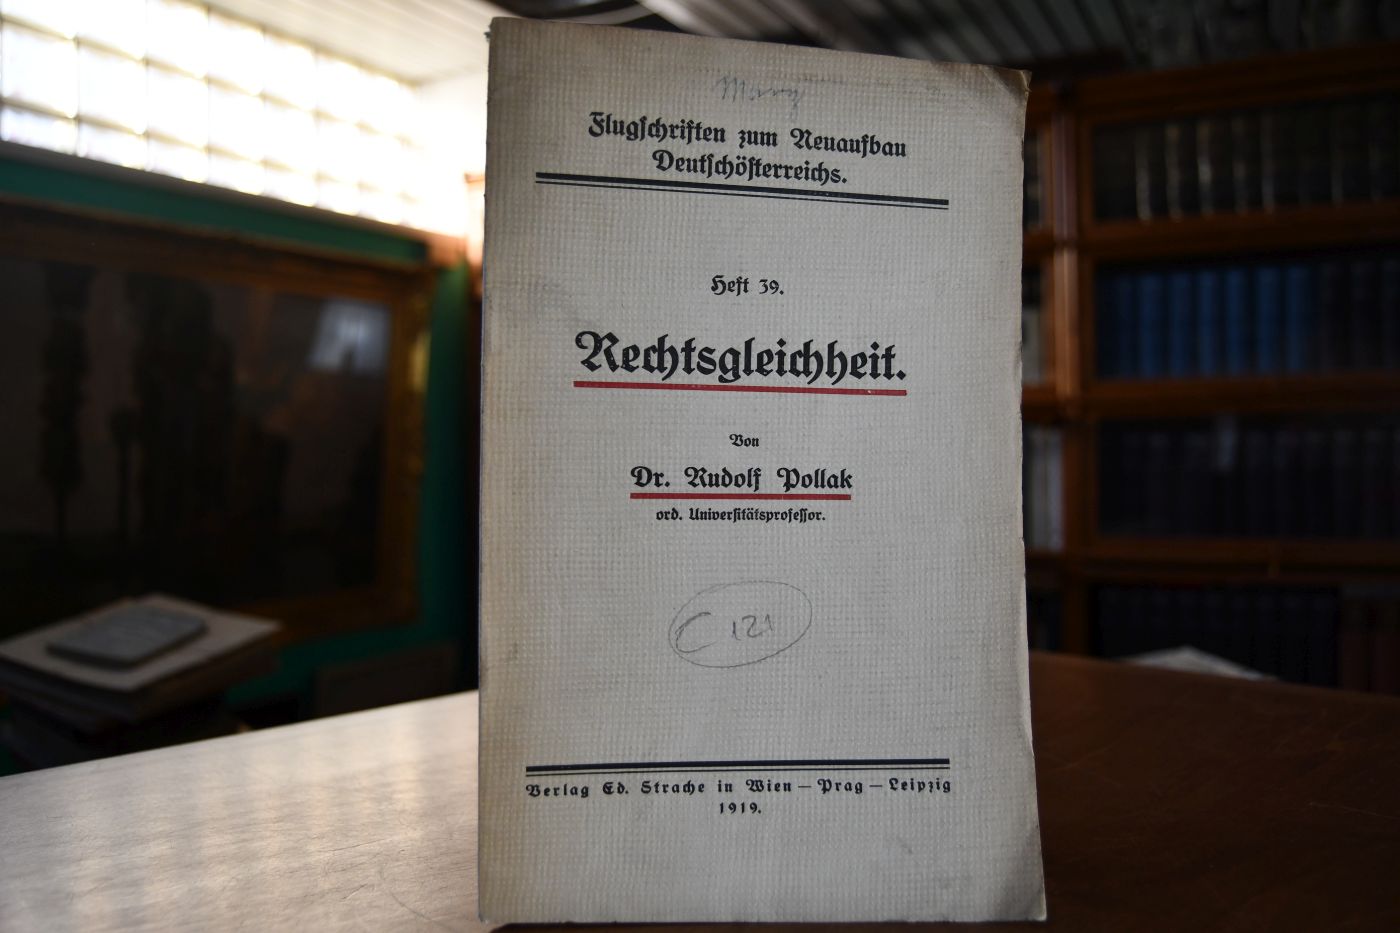 Flugschriften zum Neuaufbau
Deutschösterreichs.
Heft 39.
Rechtsgleichheit.
Von
Dr. Rudolf Pollak
ord. Universitätsprofessor.
C 121
Verlag Ed. Strache in Wien — Prag — Leipzig
1919.